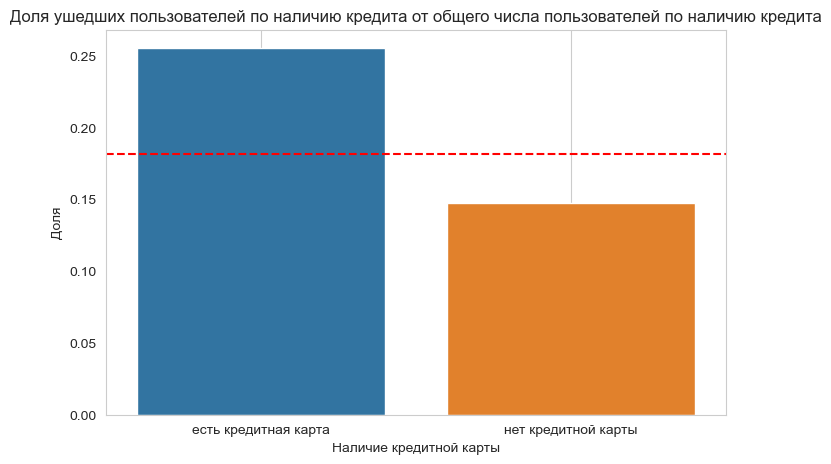 Доля ушедших пользователей по наличию кредита от общего числа пользователей по наличию кредита
0.25
0.20
0.15
0.10
0.05
0.00
Доля
есть кредитная карта
нет кредитной карты
Наличие кредитной карты